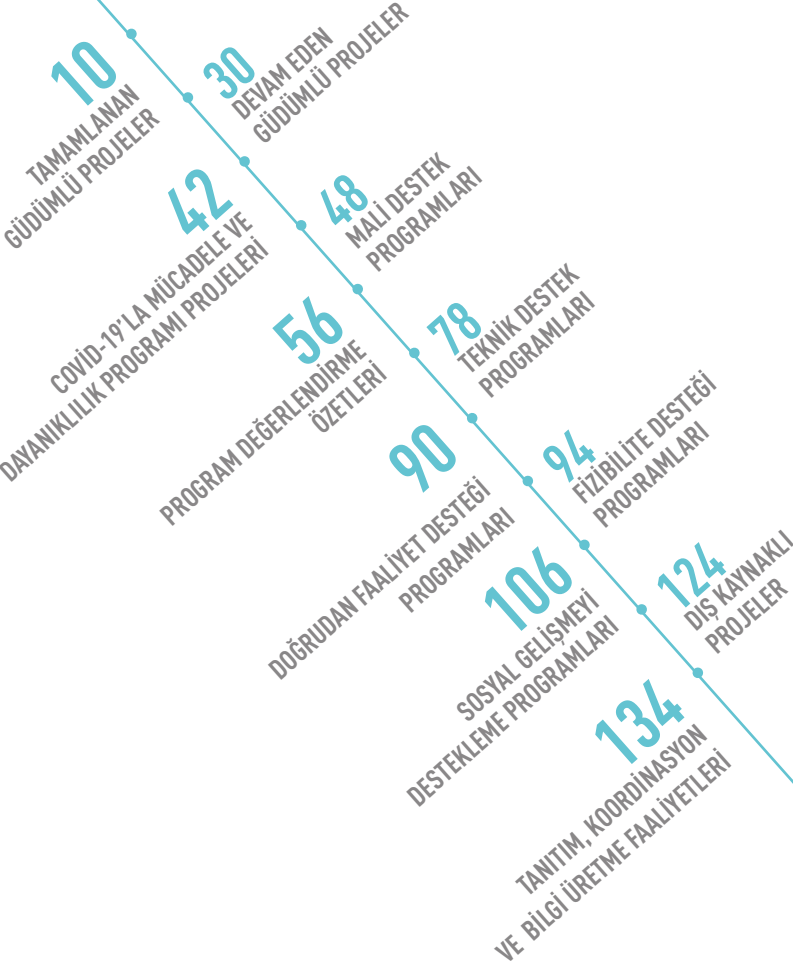 10
TAMAMLANAN
GÜDÜMLÜ PROJELER
30
DEVAM EDEN
GÜDÜMLÜ PROJELER
42
COVİD-19’LA MÜCADELE VE
DAYANIKLILIK PROGRAMI PROJELERİ
48
MALİ DESTEK
PROGRAMLARI
56
PROGRAM DEĞERLENDİRME
ÖZETLERİ
78
TEKNİK DESTEK
PROGRAMLARI
90
DOĞRUDAN FAALİYET DESTEĞİ
PROGRAMLARI
94
FİZİBİLİTE DESTEĞİ
PROGRAMLARI
106
SOSYAL GELİŞMEYİ
DESTEKLEME PROGRAMLARI
124
DIŞ KAYNAKLI
PROJELER
134
TANITIM, KOORDİNASYON
VE BİLGİ ÜRETME FAALİYETLERİ